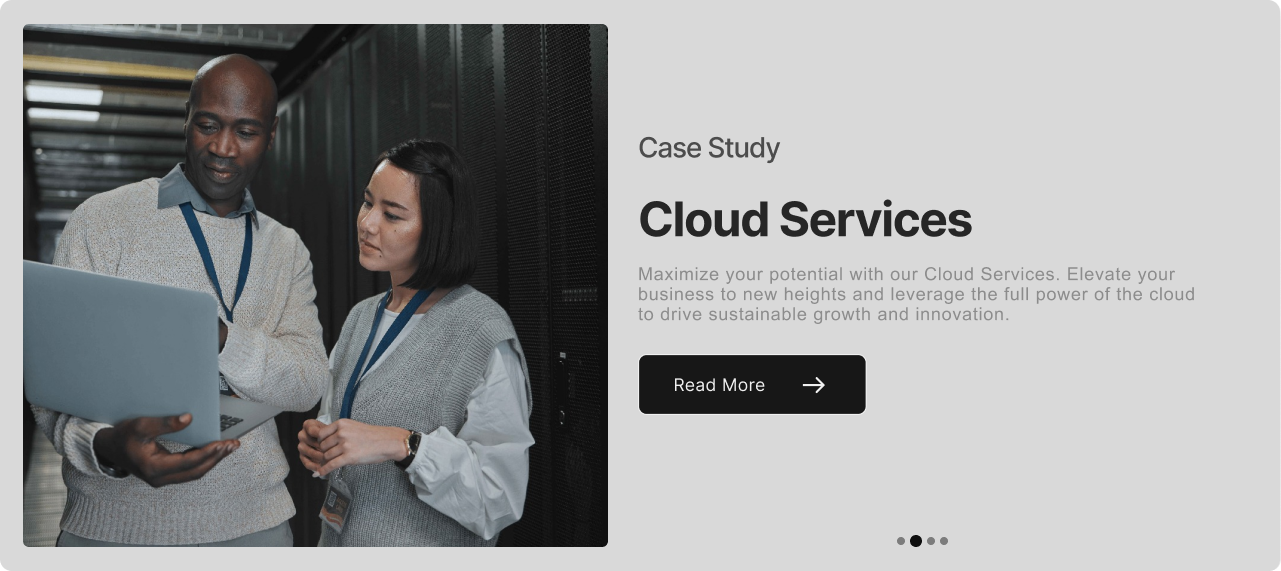 Case Study
Cloud Services
Maximize your potential with our Cloud Services. Elevate your
business to new heights and leverage the full power of the cloud
to drive sustainable growth and innovation.
Read More